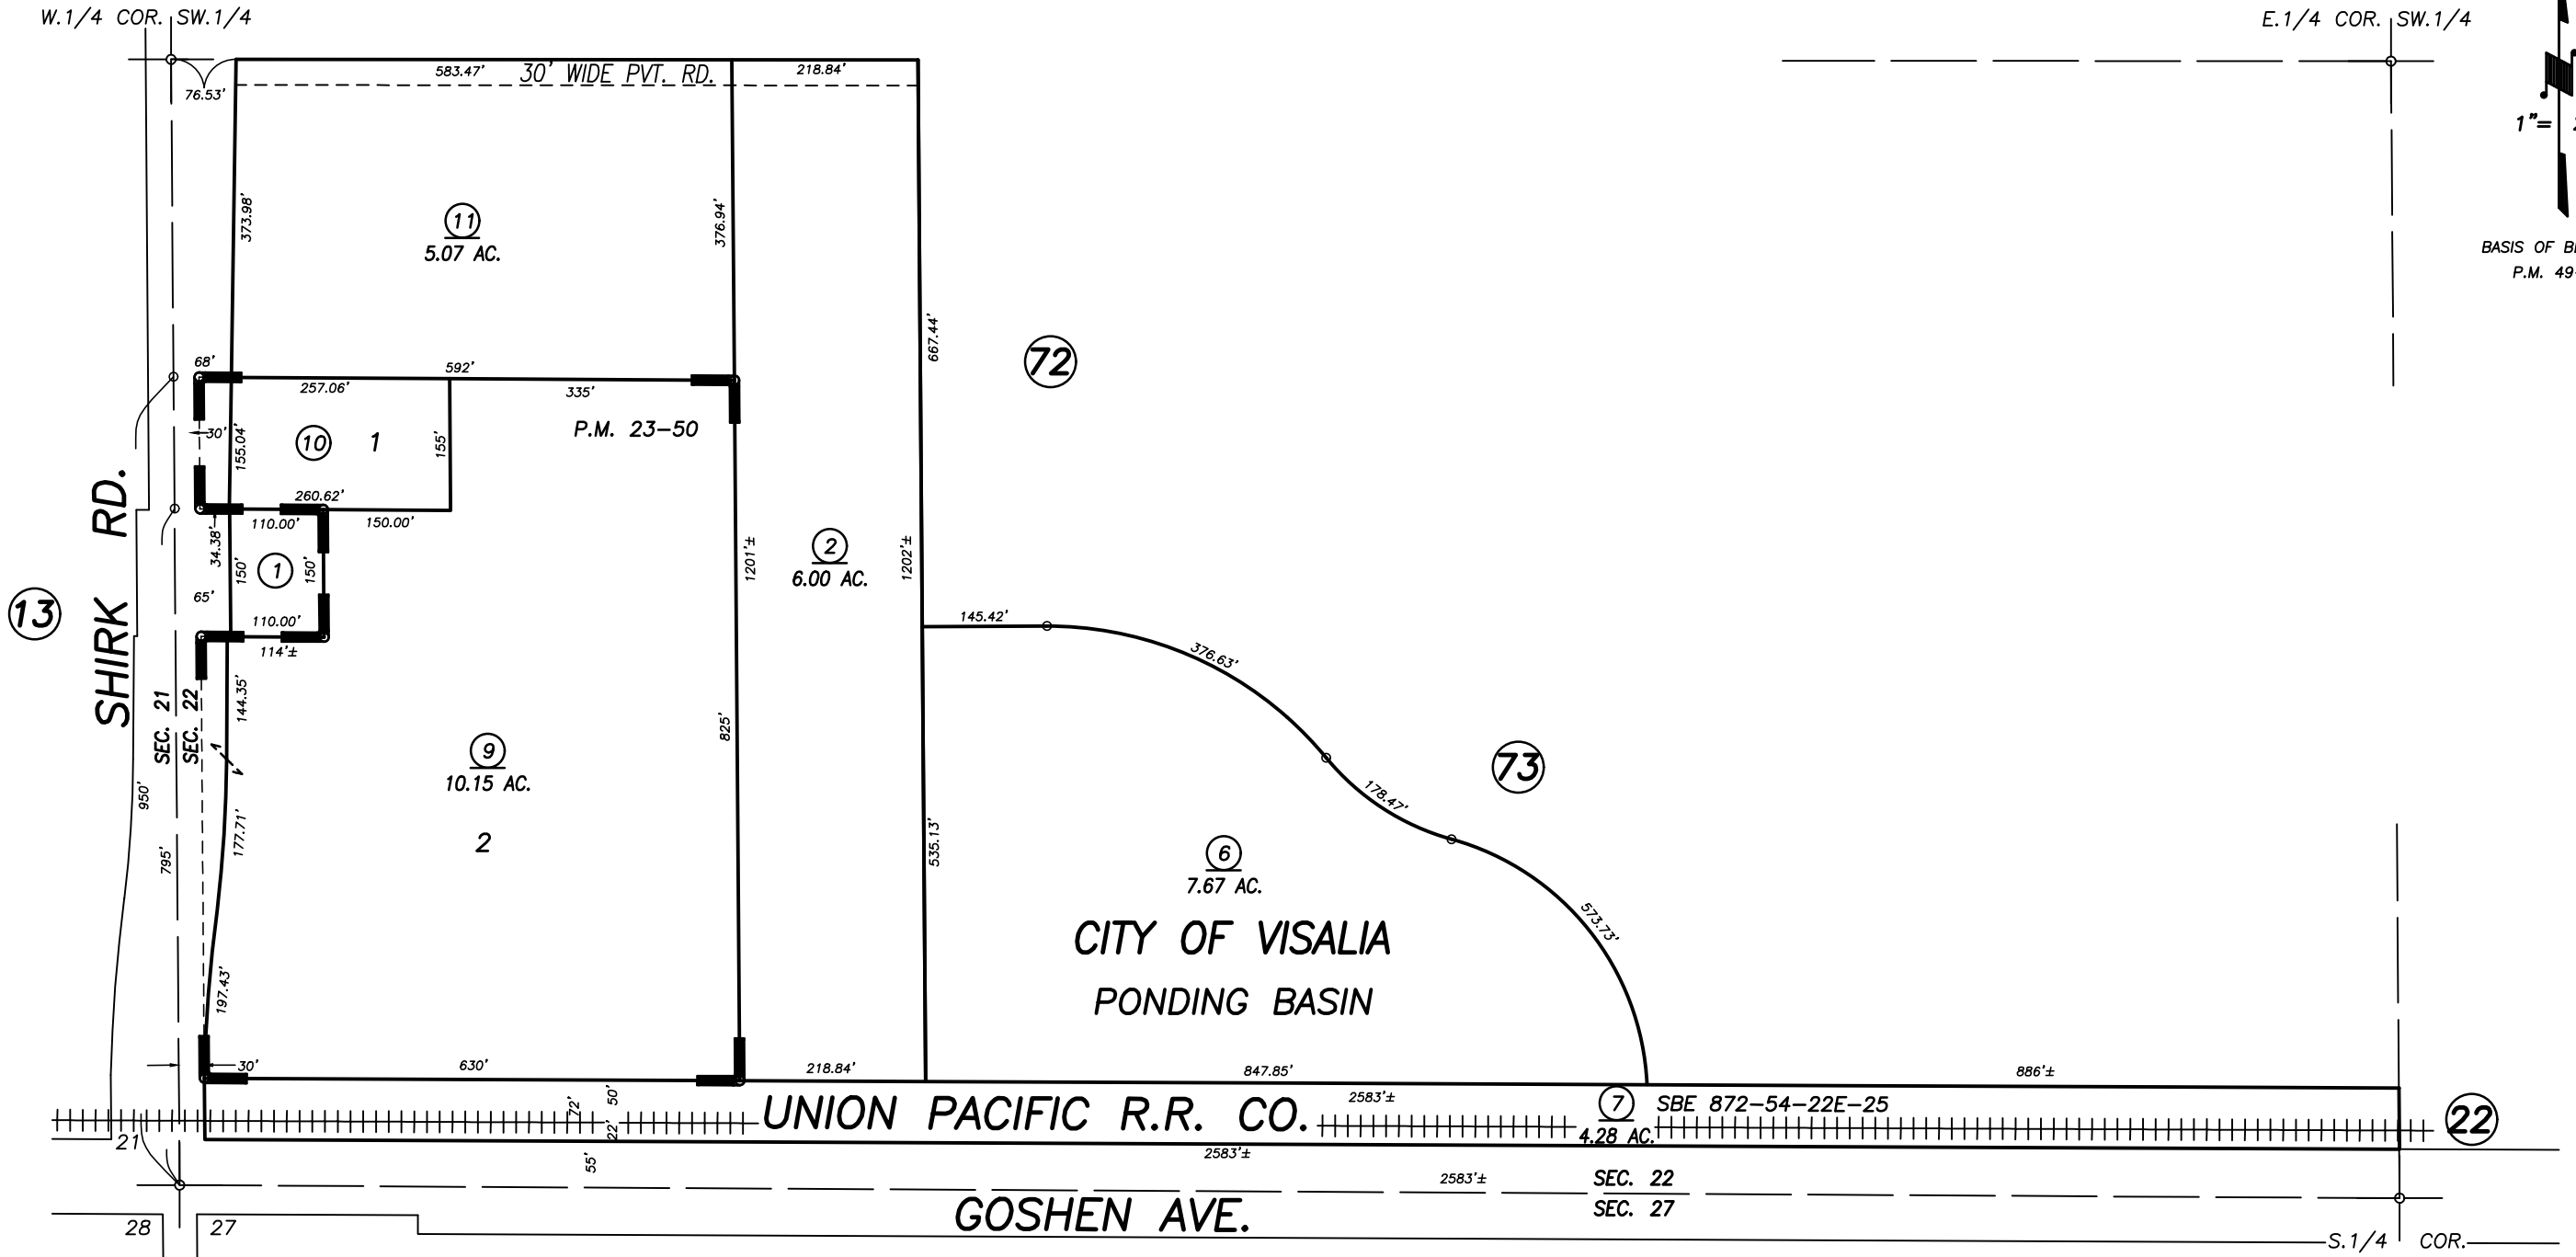 W.1/4 COR. SW.1/4
E.1/4 COR. SW.1/4
76.53'
583.47'
30' WIDE PVT. RD.
218.84'
1"=
BASIS OF
P.M. 49
373.98'
11
5.07 AC.
376.94'
667.44'
72
68'
592'
257.06'
335'
30'
155.04'
10
1
155'
P.M. 23-50
260.62'
110.00'
150.00'
34.38'
150'
1
150'
65'
110.00'
114'±
13
SHIRK RD.
SEC. 21
SEC. 22
144.35'
1201'±
2
6.00 AC.
1202'±
145.42'
376.63'
178.47'
573.73'
73
950'
795'
177.71'
197.43'
9
10.15 AC.
2
825'
535.13'
6
7.67 AC.
CITY OF VISALIA
PONDING BASIN
30'
630'
218.84'
847.85'
886'±
72'
50'
22'
UNION PACIFIC R.R. CO.
2583'±
7
4.28 AC.
SBE 872-54-22E-25
22
21
55'
2583'±
2583'±
SEC. 22
SEC. 27
GOSHEN AVE.
28
27
S.1/4 COR.